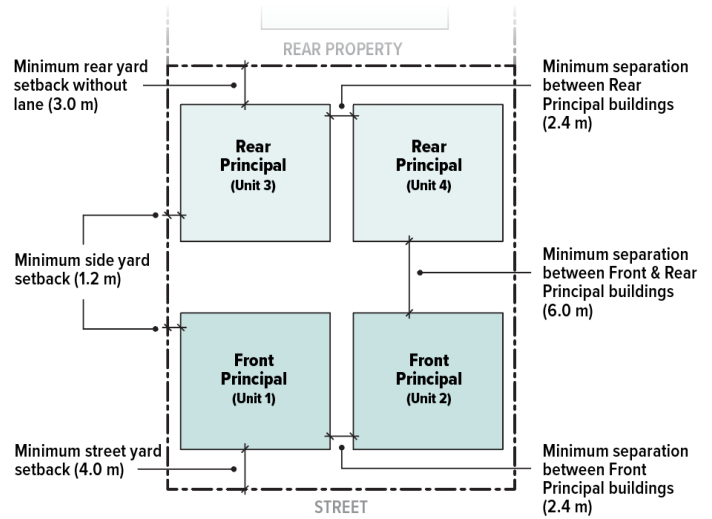 REAR PROPERTY
Minimum rear yard
setback without
lane (3.0 m)
Minimum separation
between Rear
Principal buildings
(2.4 m)
Rear
Principal
(Unit 3)
Rear
Principal
(Unit 4)
Minimum side yard
setback (1.2 m)
Minimum separation
between Front & Rear
Principal buildings
(6.0 m)
Front
Principal
(Unit 1)
Front
Principal
(Unit 2)
Minimum street yard
setback (4.0 m)
Minimum separation
between Front
Principal buildings
(2.4 m)
STREET